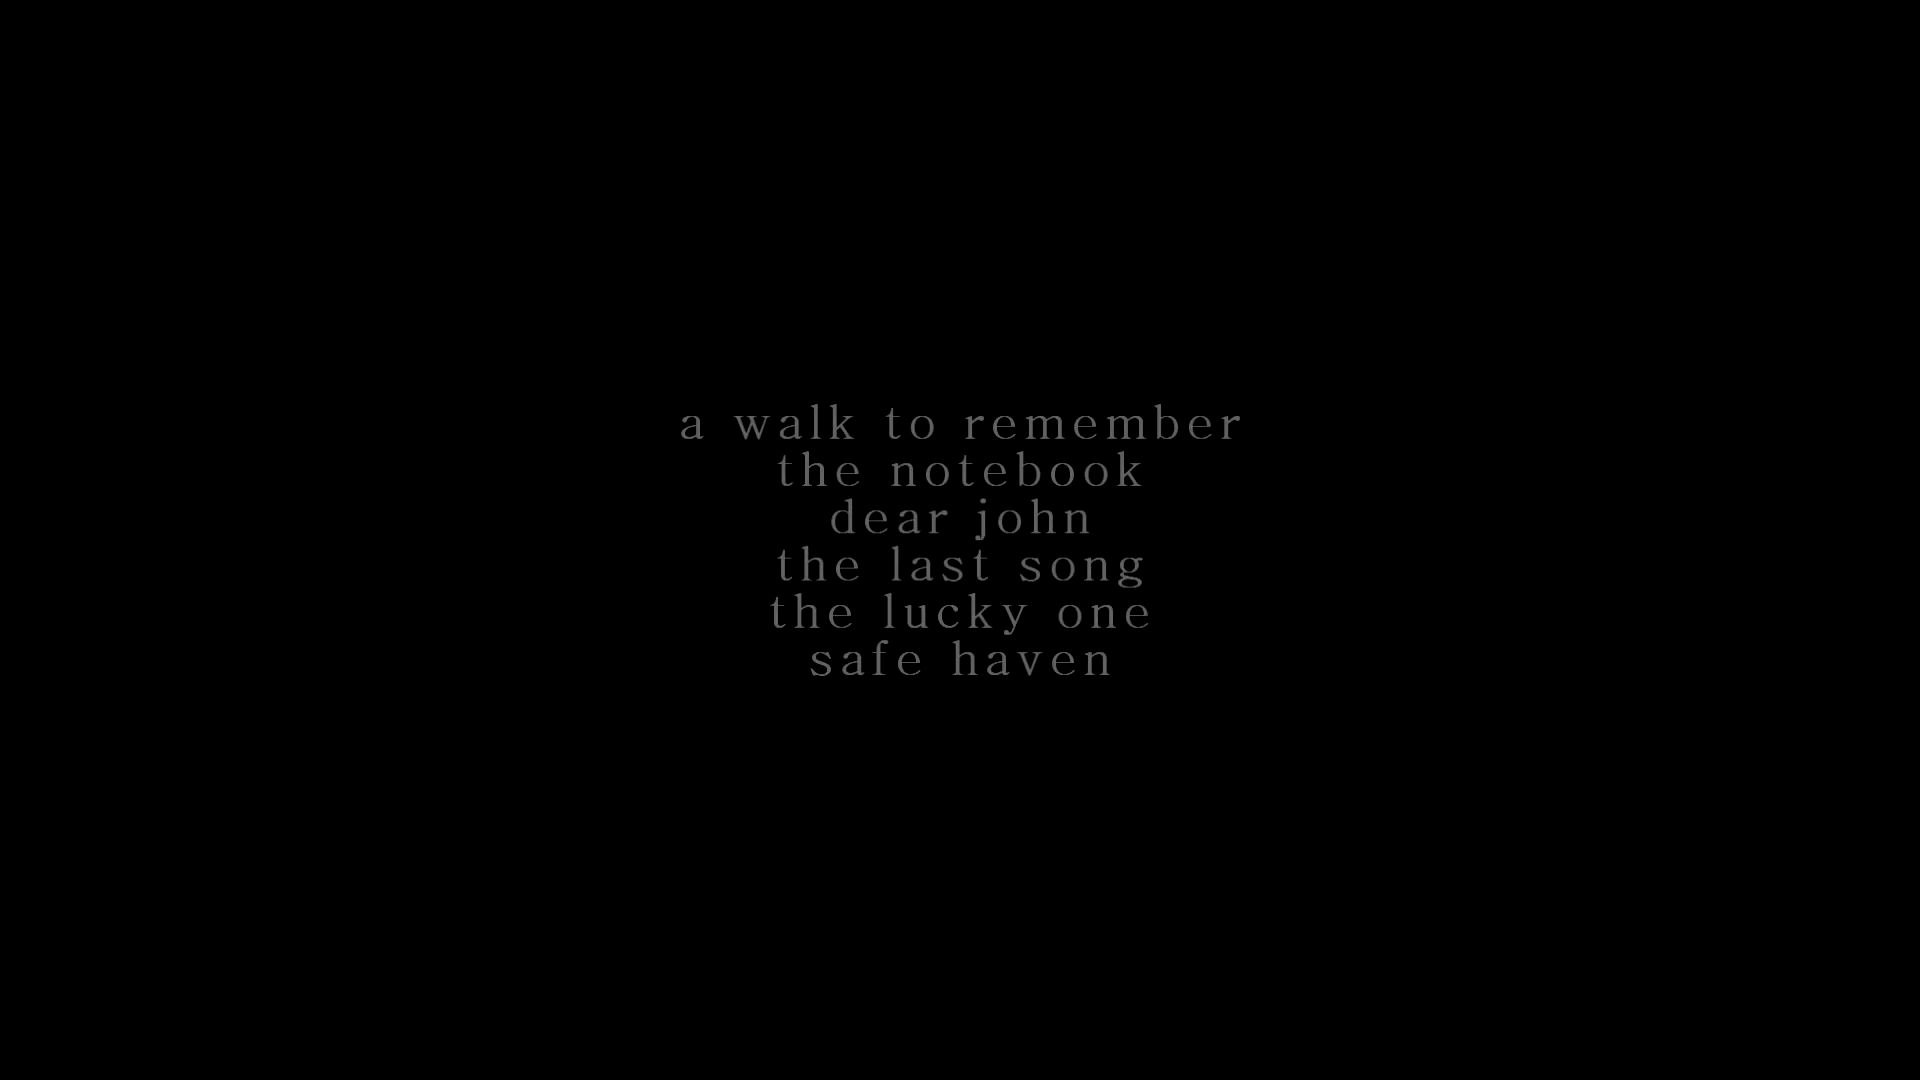 a walk to remember
the notebook
dear john
the last song
the lucky one
safe haven